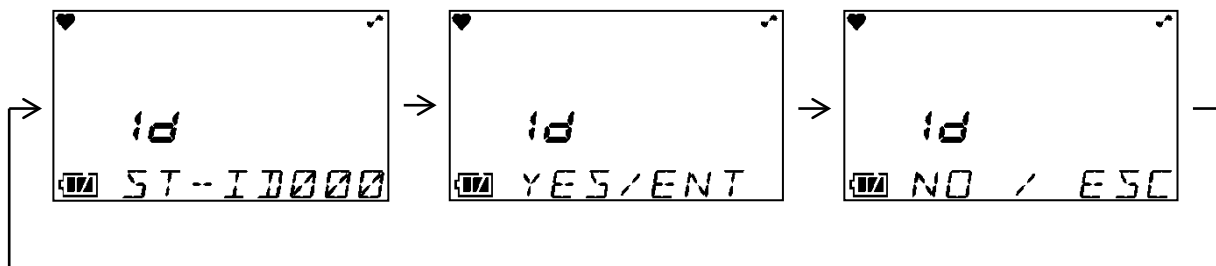 Id
ST-ID000
Id
YES/ENT
Id
NO / ESC